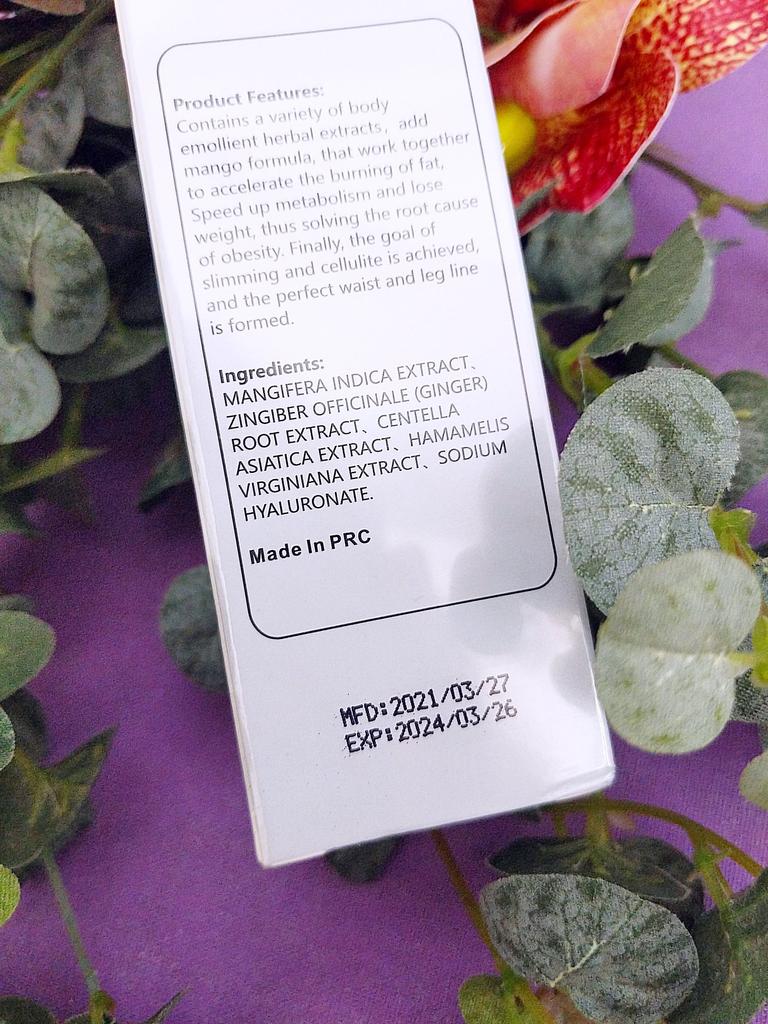 Product Features:
Contains a variety of body
emollient herbal extracts, add
mango formula, that work together
to accelerate the burning of fat,
Speed up metabolism and lose
weight, thus solving the root cause
of obesity. Finally, the goal of
slimming and cellulite is achieved,
and the perfect waist and leg line
is formed.
Ingredients:
MANGIFERA INDICA EXTRACT、
ZINGIBER OFFICINALE (GINGER)
ROOT EXTRACT、CENTELLA
ASIATICA EXTRACT、HAMAMELIS
VIRGINIANA EXTRACT、SODIUM
HYALURONATE.
Made In PRC
MFD:2021/03/27
EXP:2024/03/26